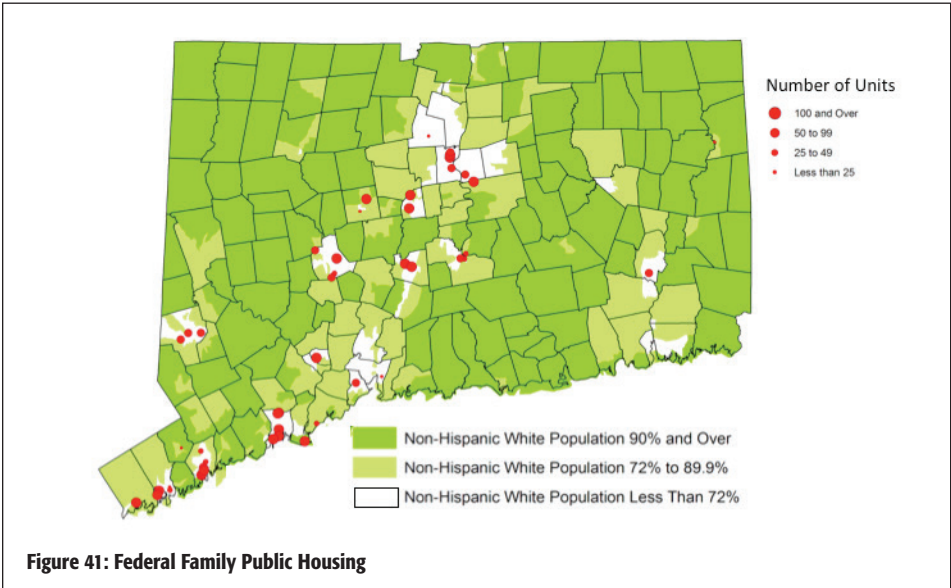 Number of Units
100 and Over
50 to 99
25 to 49
Less than 25
Non-Hispanic White Population 90% and Over
Non-Hispanic White Population 72% to 89.9%
Non-Hispanic White Population Less Than 72%
Figure 41: Federal Family Public Housing